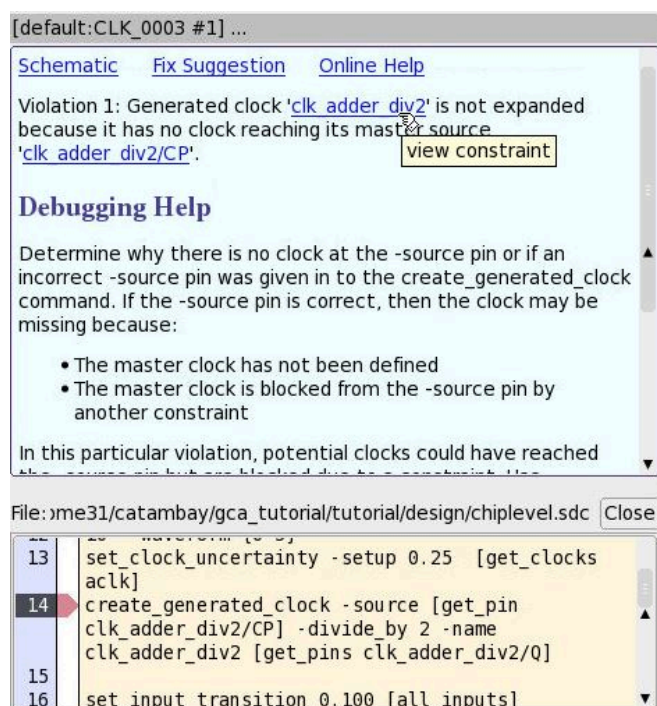 [default:CLK_0003 #1] ...
Schematic Fix Suggestion Online Help
Violation 1: Generated clock 'clk_adder_div2' is not expanded
because it has no clock reaching its master source
'clk_adder_div2/CP'.
view constraint
Debugging Help
Determine why there is no clock at the -source pin or if an
incorrect -source pin was given in to the create_generated_clock
command. If the -source pin is correct, then the clock may be
missing because:
• The master clock has not been defined
• The master clock is blocked from the -source pin by
another constraint
In this particular violation, potential clocks could have reached
File: ›me31/catambay/gca_tutorial/tutorial/design/chiplevel.sdc Close
13 set_clock_uncertainty -setup 0.25 [get_clocks
aclk]
14 create_generated_clock -source [get_pin
clk_adder_div2/CP] -divide_by 2 -name
clk_adder_div2 [get_pins clk_adder_div2/Q]
15
16 set_input_transition 0.100 [all_inputs]